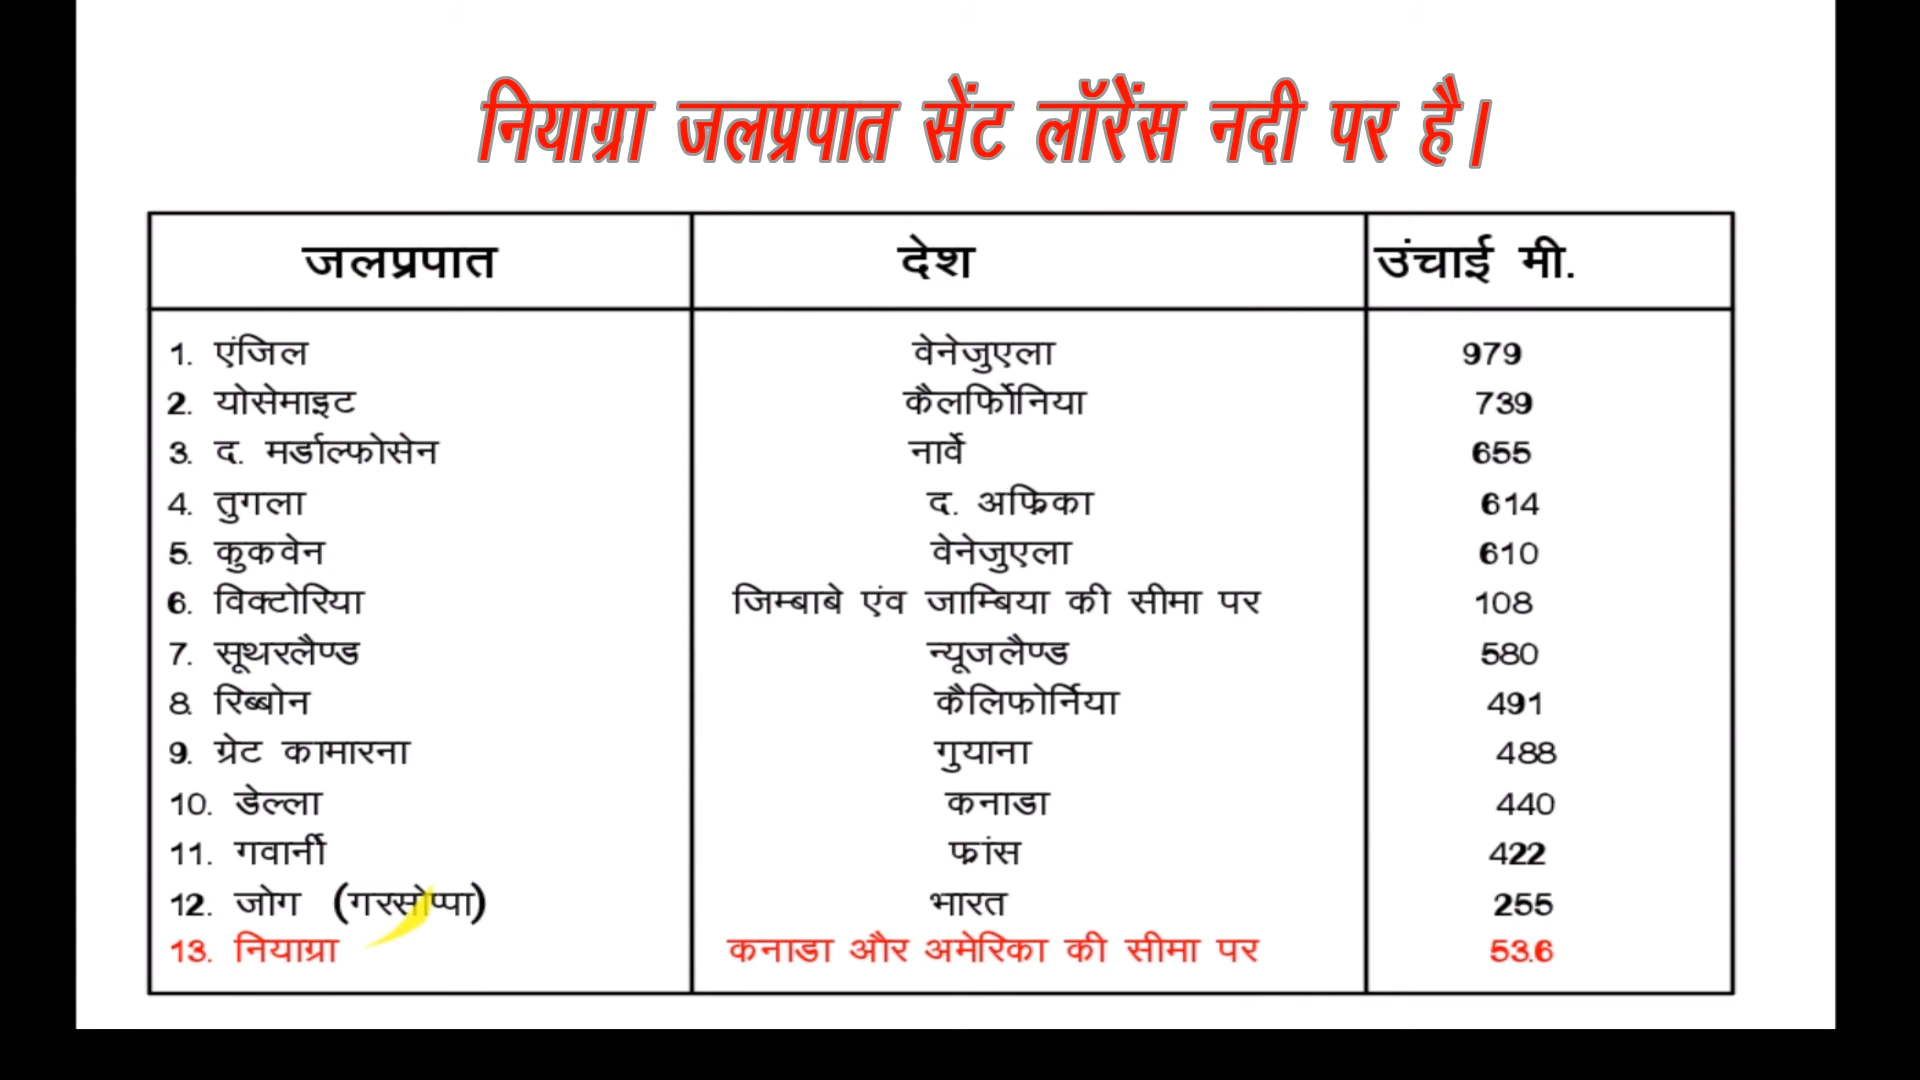 नियाग्रा जलप्रपात सेंट लॉरेंस नदी पर है।
जलप्रपात देश उंचाई मी.
1. एंजिल वेनेजुएला 979
2. योसेमाइट कैलर्फोिनिया 739
3. द. मर्डाल्फोसेन नार्वे 655
4. तुगला द. अफ्रिका 614
5. कुकवेन वेनेजुएला 610
6. विक्टोरिया जिम्बाबे एंव जाम्बिया की सीमा पर 108
7. सूथरलैण्ड न्यूजलैण्ड 580
8. रिब्बोन कैलिफोर्निया 491
9. ग्रेट कामारना गुयाना 488
10. डेल्ला कनाडा 440
11. गवार्नी फ्रांस 422
12. जोग (गरसोप्पा) भारत 255
13. नियाग्रा कनाडा और अमेरिका की सीमा पर 53.6